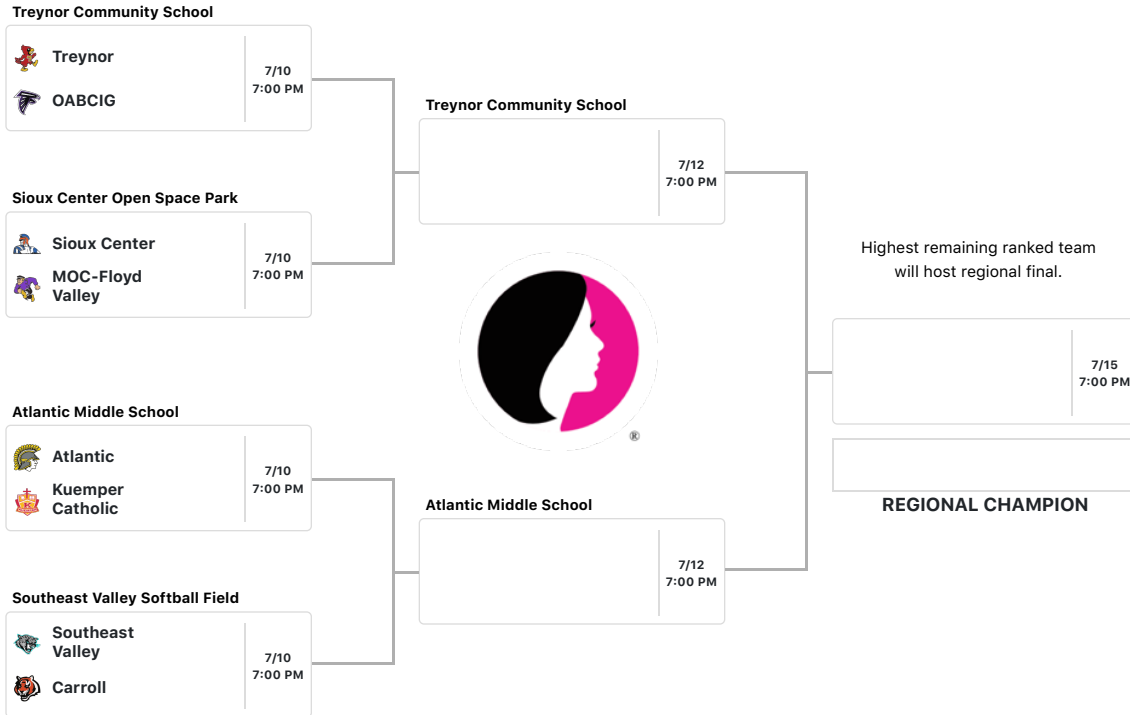 Treynor Community School
Treynor
OABCIG
7/10
7:00 PM
Sioux Center Open Space Park
Sioux Center
MOC-Floyd
Valley
7/10
7:00 PM
Atlantic Middle School
Atlantic
Kuemper
Catholic
7/10
7:00 PM
Southeast Valley Softball Field
Southeast
Valley
Carroll
7/10
7:00 PM
Treynor Community School
7/12
7:00 PM
®
Atlantic Middle School
7/12
7:00 PM
Highest remaining ranked team
will host regional final.
7/15
7:00 PM
REGIONAL CHAMPION